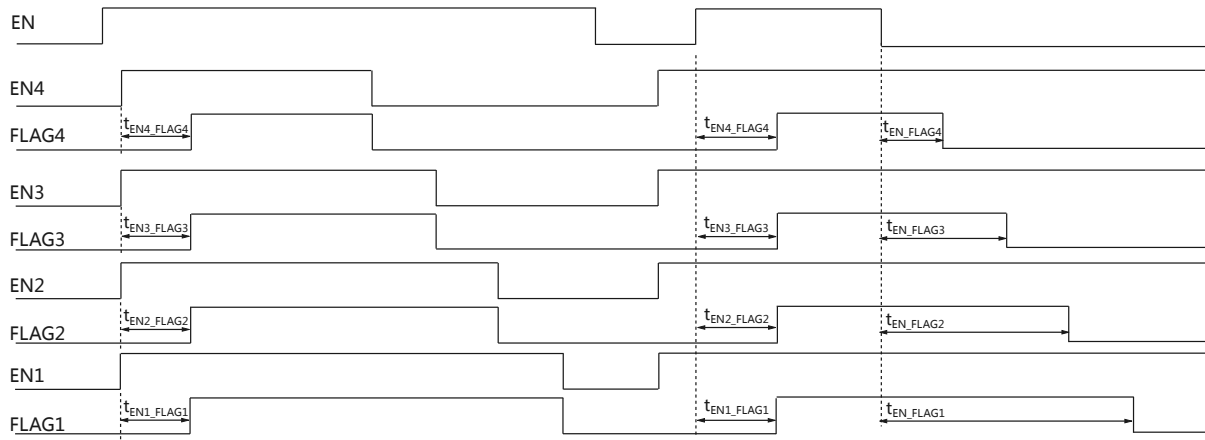 EN
EN4
FLAG4 tEN4_FLAG4 tEN4_FLAG4 tEN_FLAG4
EN3
FLAG3 tEN3_FLAG3 tEN3_FLAG3 tEN_FLAG3
EN2
FLAG2 tEN2_FLAG2 tEN2_FLAG2 tEN_FLAG2
EN1
FLAG1 tEN1_FLAG1 tEN1_FLAG1 tEN_FLAG1